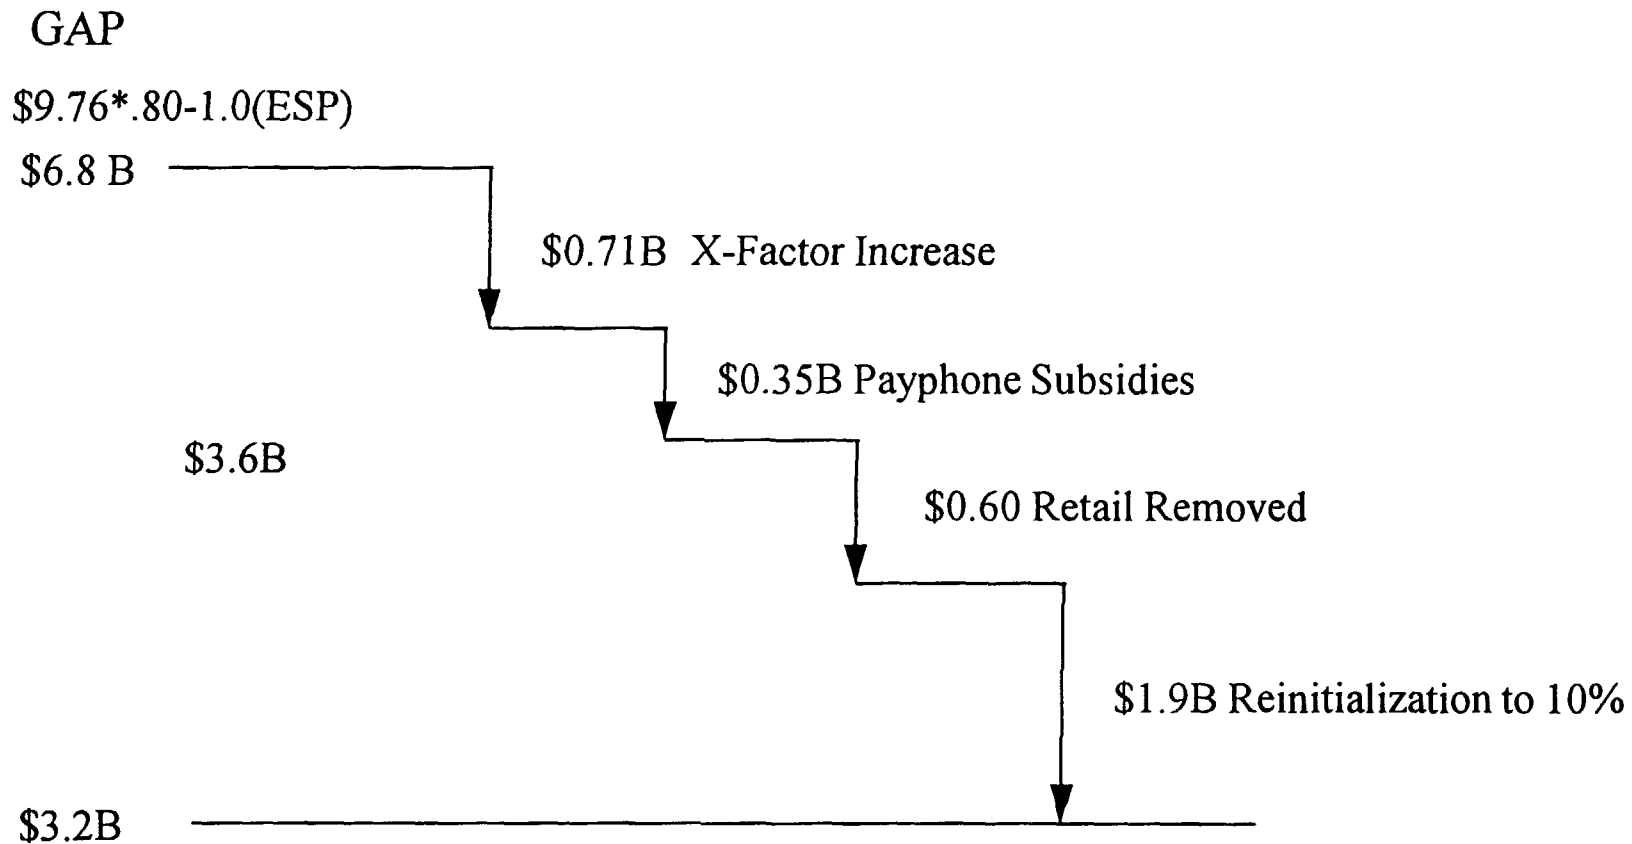 GAP
$9.76*.80-1.0(ESP)
$6.8 B
$0.71B X-Factor Increase
$0.35B Payphone Subsidies
$3.6B
$0.60 Retail Removed
$1.9B Reinitialization to 10%
$3.2B